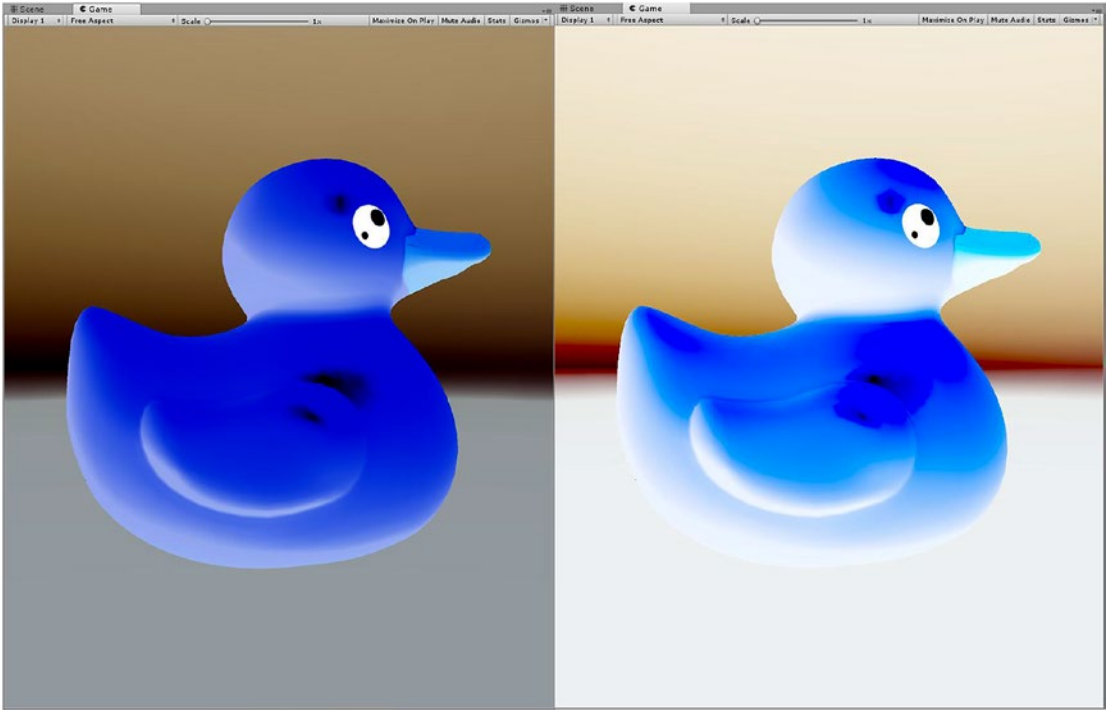 Scene Game
Display 1 Free Aspect Scale 1x Maximize On Play Mute Audio Stats Gizmos
Scene Game
Display 1 Free Aspect Scale 1x Maximize On Play Mute Audio Stats Gizmos